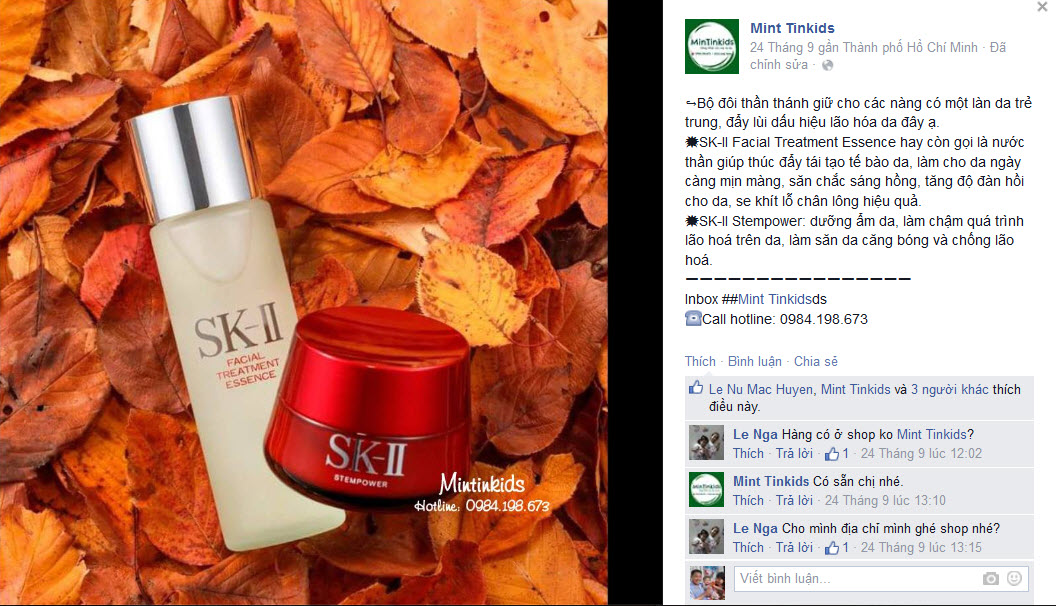 SK-II
FACIAL
TREATMENT
ESSENCE
SK-II
STEMPOWER
Mintinkids
Hotline: 0984.198.673
MinTinkids
Mint Tinkids
24 Tháng 9 gần Thành phố Hồ Chí Minh · Đã
chỉnh sửa ·
↪Bộ đôi thần thánh giữ cho các nàng có một làn da trẻ
trung, đẩy lùi dấu hiệu lão hóa da đây ạ.
✸SK-II Facial Treatment Essence hay còn gọi là nước
thần giúp thúc đẩy tái tạo tế bào da, làm cho da ngày
càng mịn màng, săn chắc sáng hồng, tăng độ đàn hồi
cho da, se khít lỗ chân lông hiệu quả.
✸SK-II Stempower: dưỡng ẩm da, làm chậm quá trình
lão hoá trên da, làm săn da căng bóng và chống lão
hoá.
————————————————
Inbox ##Mint Tinkidsds
☎Call hotline: 0984.198.673
Thích · Bình luận · Chia sẻ
Le Nu Mac Huyen, Mint Tinkids và 3 người khác thích
điều này.
Le Nga Hàng có ở shop ko Mint Tinkids?
Thích · Trả lời · 1 · 24 Tháng 9 lúc 12:02
Mint Tinkids Có sẵn chị nhé.
Thích · Trả lời · 24 Tháng 9 lúc 13:10
Le Nga Cho mình địa chỉ mình ghé shop nhé?
Thích · Trả lời · 1 · 24 Tháng 9 lúc 13:15
Viết bình luận...